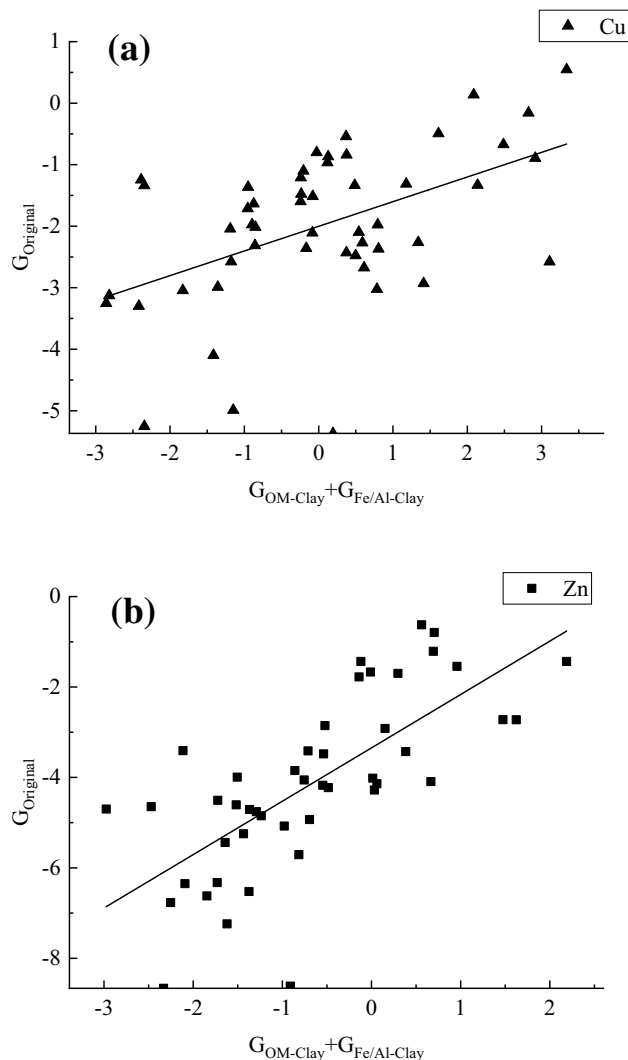 (a)
Cu
1
0
-1
-2
-3
-4
-5
G_Original
-3 -2 -1 0 1 2 3
G_OM-Clay+G_Fe/Al-Clay
(b)
Zn
0
-2
-4
-6
-8
G_Original
-3 -2 -1 0 1 2
G_OM-Clay+G_Fe/Al-Clay